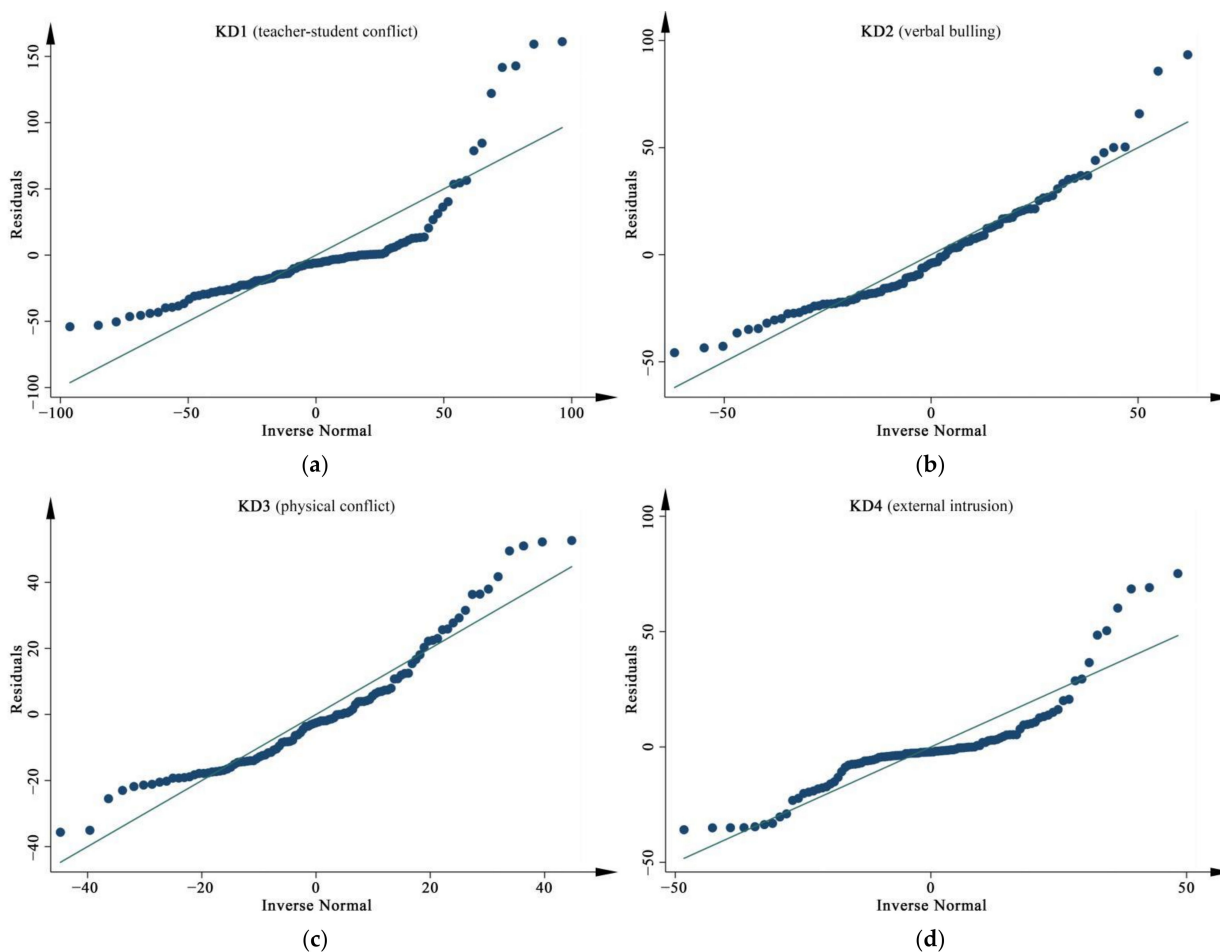 KD1 (teacher-student conflict)
Residuals
150
100
50
0
−50
−100
−100
−50
0
50
100
Inverse Normal
(a)
KD2 (verbal bulling)
Residuals
100
50
0
−50
−50
0
50
Inverse Normal
(b)
KD3 (physical conflict)
Residuals
40
20
0
−20
−40
−40
−20
0
20
40
Inverse Normal
(c)
KD4 (external intrusion)
Residuals
100
50
0
−50
−50
0
50
Inverse Normal
(d)